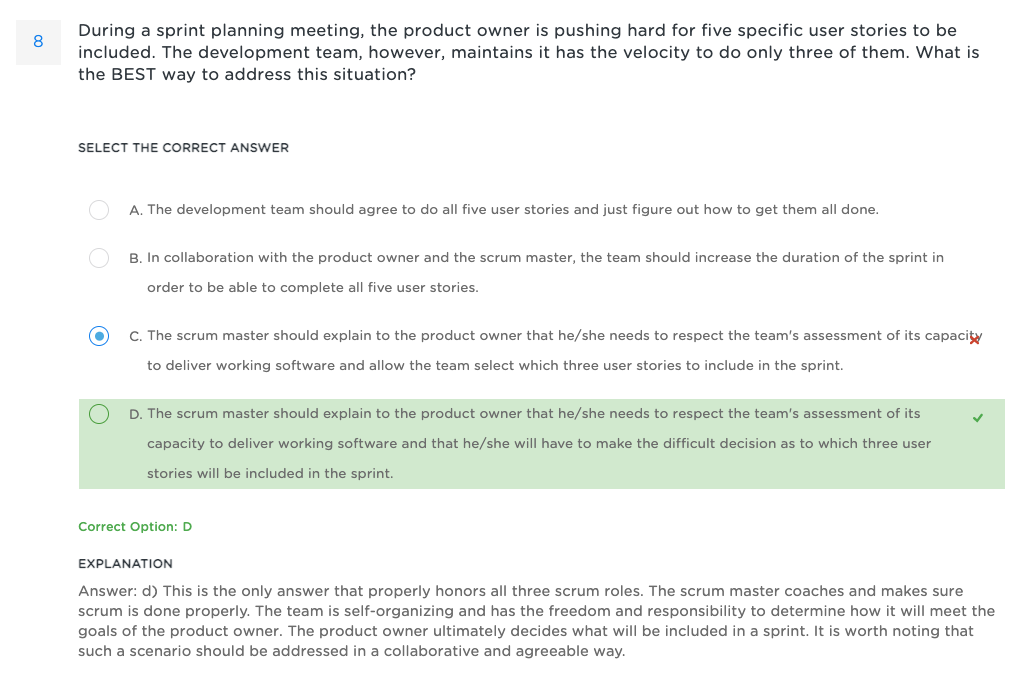 8
During a sprint planning meeting, the product owner is pushing hard for five specific user stories to be
included. The development team, however, maintains it has the velocity to do only three of them. What is
the BEST way to address this situation?
SELECT THE CORRECT ANSWER
A. The development team should agree to do all five user stories and just figure out how to get them all done.
B. In collaboration with the product owner and the scrum master, the team should increase the duration of the sprint in
order to be able to complete all five user stories.
C. The scrum master should explain to the product owner that he/she needs to respect the team's assessment of its capacity
to deliver working software and allow the team select which three user stories to include in the sprint.
D. The scrum master should explain to the product owner that he/she needs to respect the team's assessment of its
capacity to deliver working software and that he/she will have to make the difficult decision as to which three user
stories will be included in the sprint.
Correct Option: D
EXPLANATION
Answer: d) This is the only answer that properly honors all three scrum roles. The scrum master coaches and makes sure
scrum is done properly. The team is self-organizing and has the freedom and responsibility to determine how it will meet the
goals of the product owner. The product owner ultimately decides what will be included in a sprint. It is worth noting that
such a scenario should be addressed in a collaborative and agreeable way.